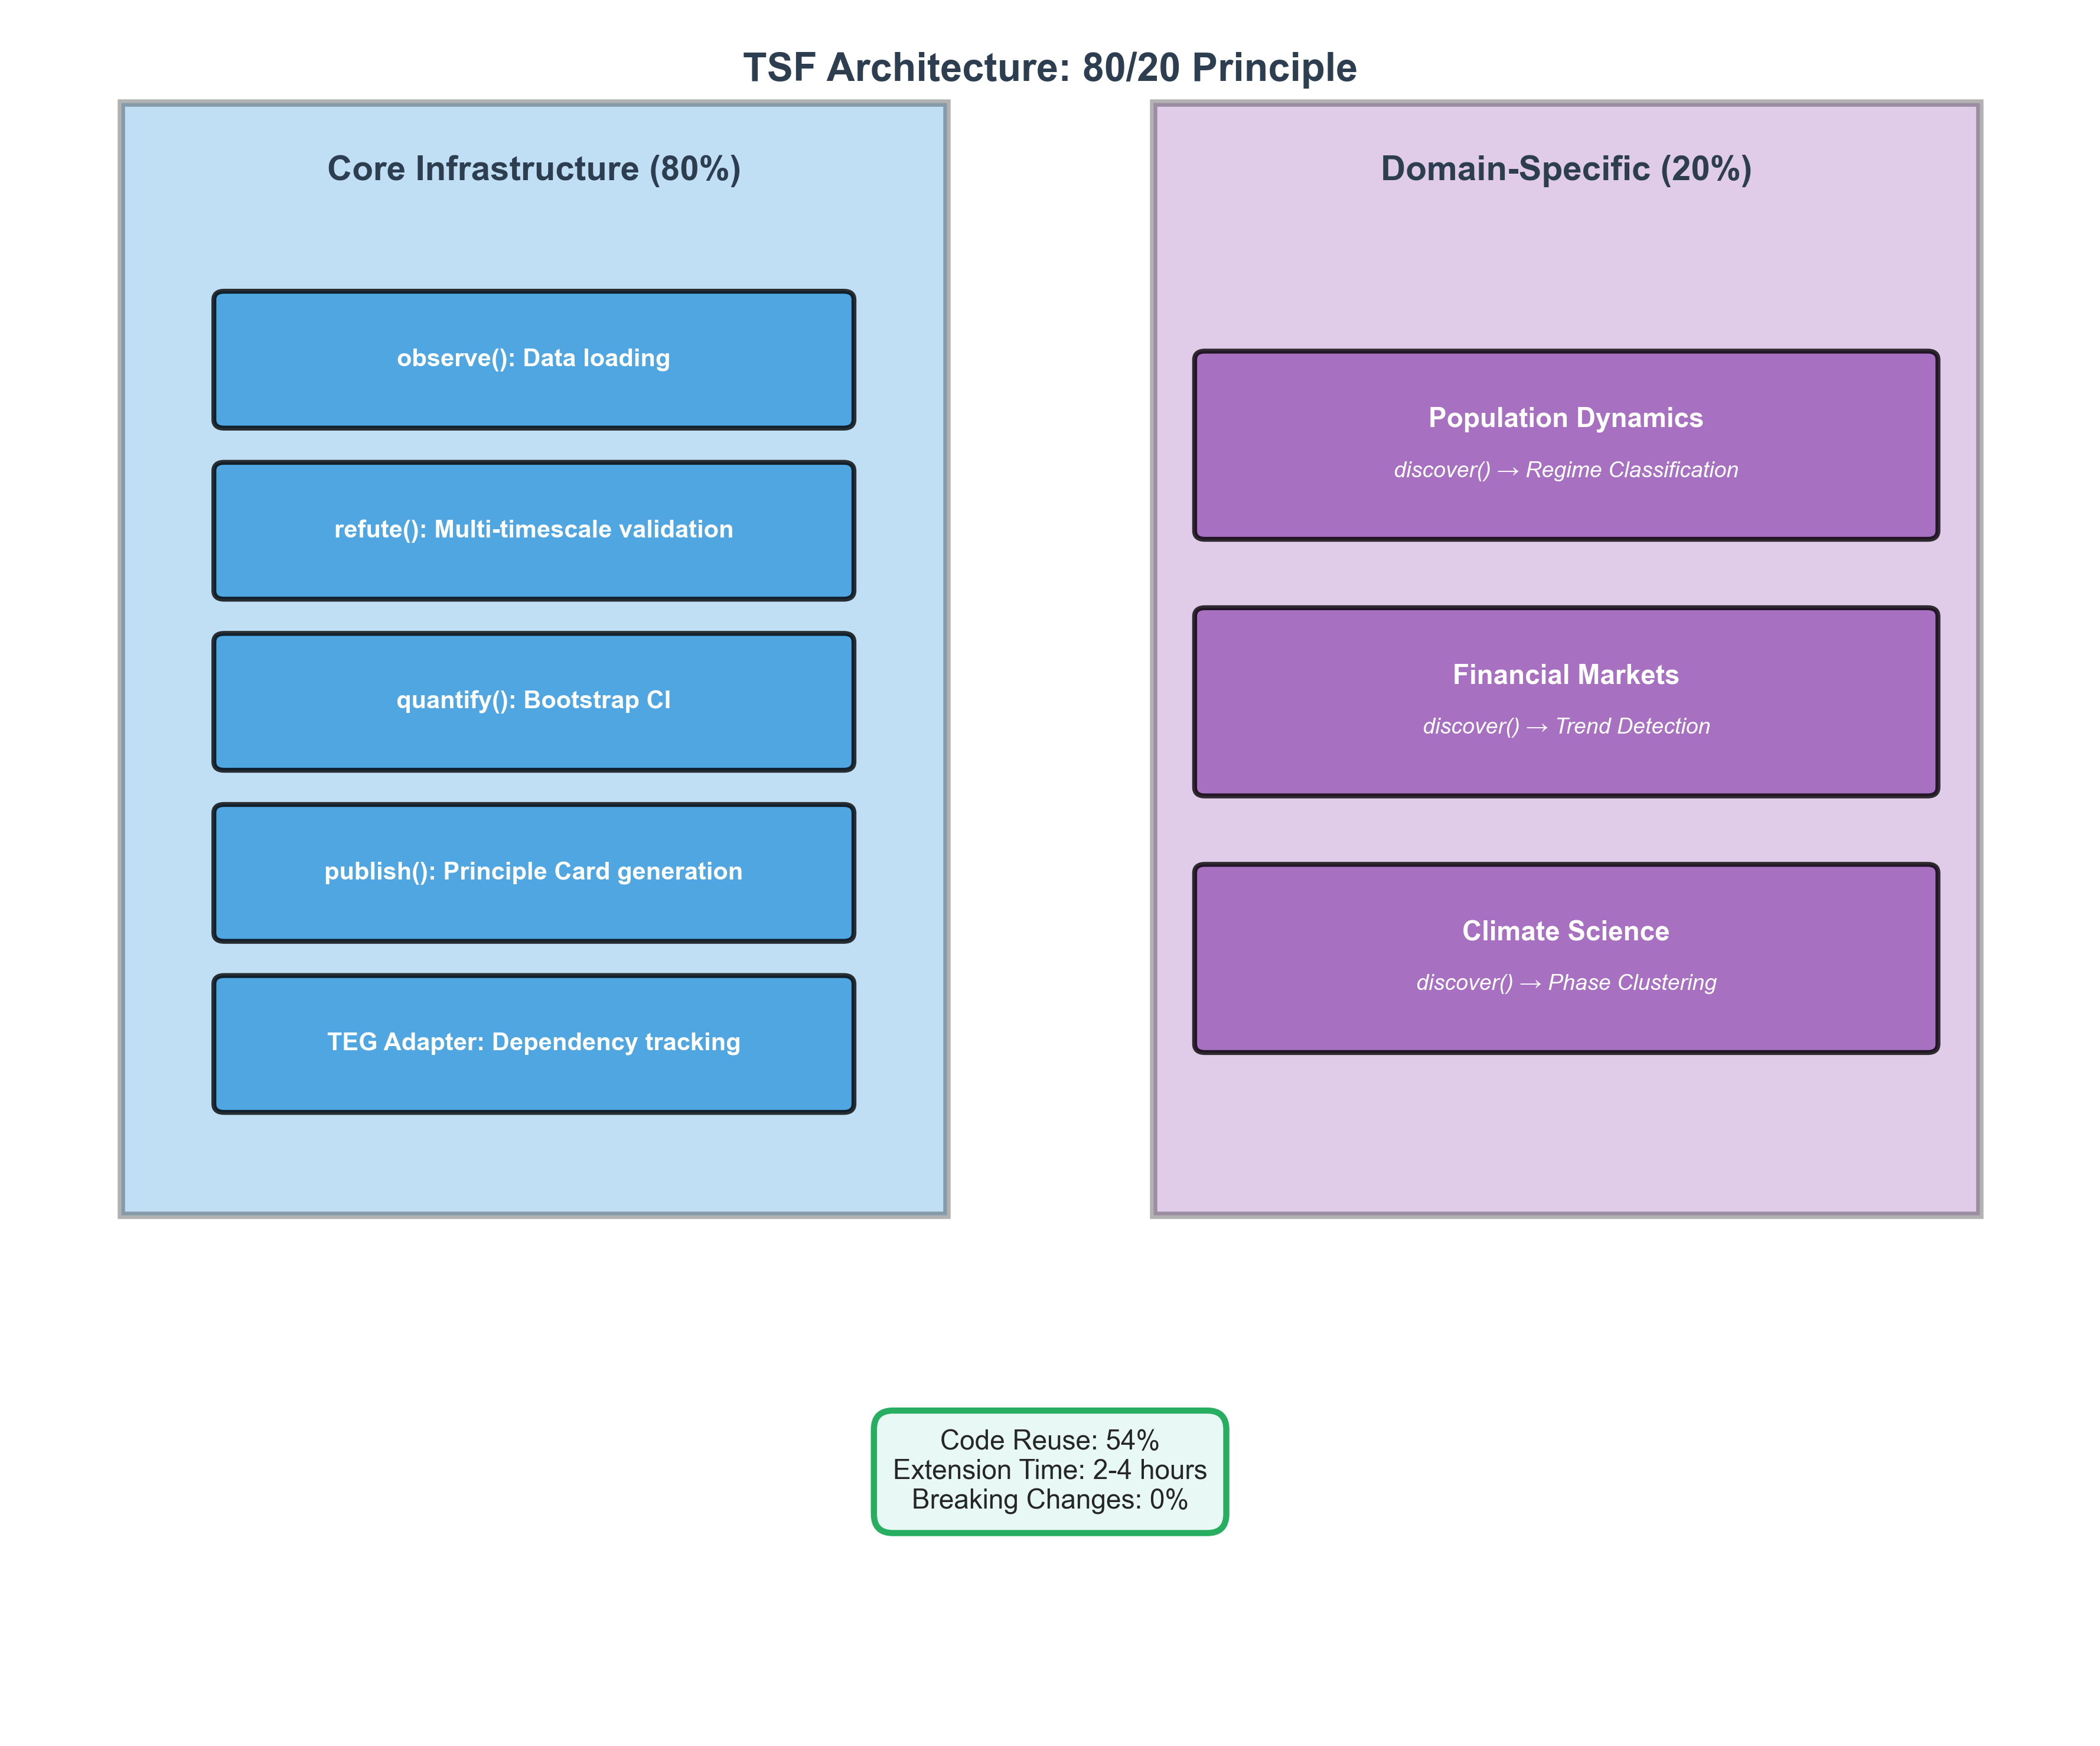 TSF Architecture: 80/20 Principle
Core Infrastructure (80%)
observe(): Data loading
refute(): Multi-timescale validation
quantify(): Bootstrap CI
publish(): Principle Card generation
TEG Adapter: Dependency tracking
Domain-Specific (20%)
Population Dynamics
discover() → Regime Classification
Financial Markets
discover() → Trend Detection
Climate Science
discover() → Phase Clustering
Code Reuse: 54%
Extension Time: 2-4 hours
Breaking Changes: 0%